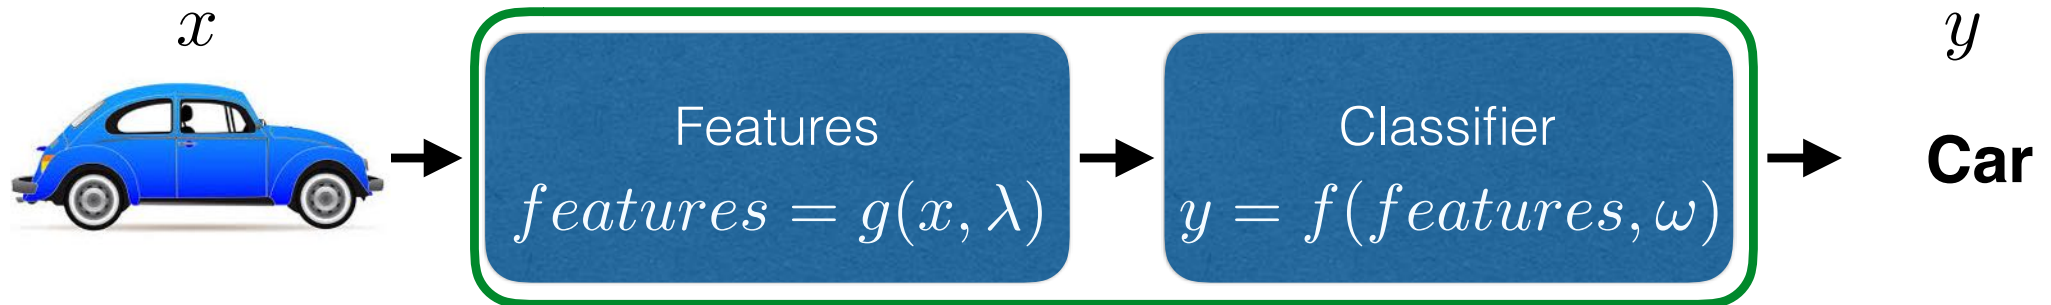 x
Features
features = g(x, λ)
Classifier
y = f(features, ω)
y
Car